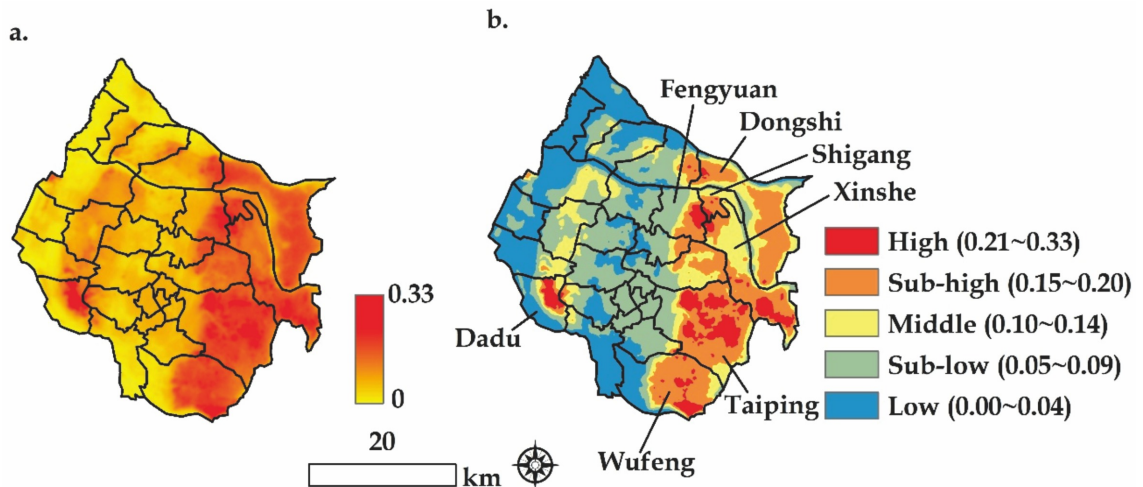 a.
b.
Fengyuan
Dongshi
Shigang
Xinshe
Dadu
Taiping
Wufeng
0.33
0
20
km
High (0.21~0.33)
Sub-high (0.15~0.20)
Middle (0.10~0.14)
Sub-low (0.05~0.09)
Low (0.00~0.04)